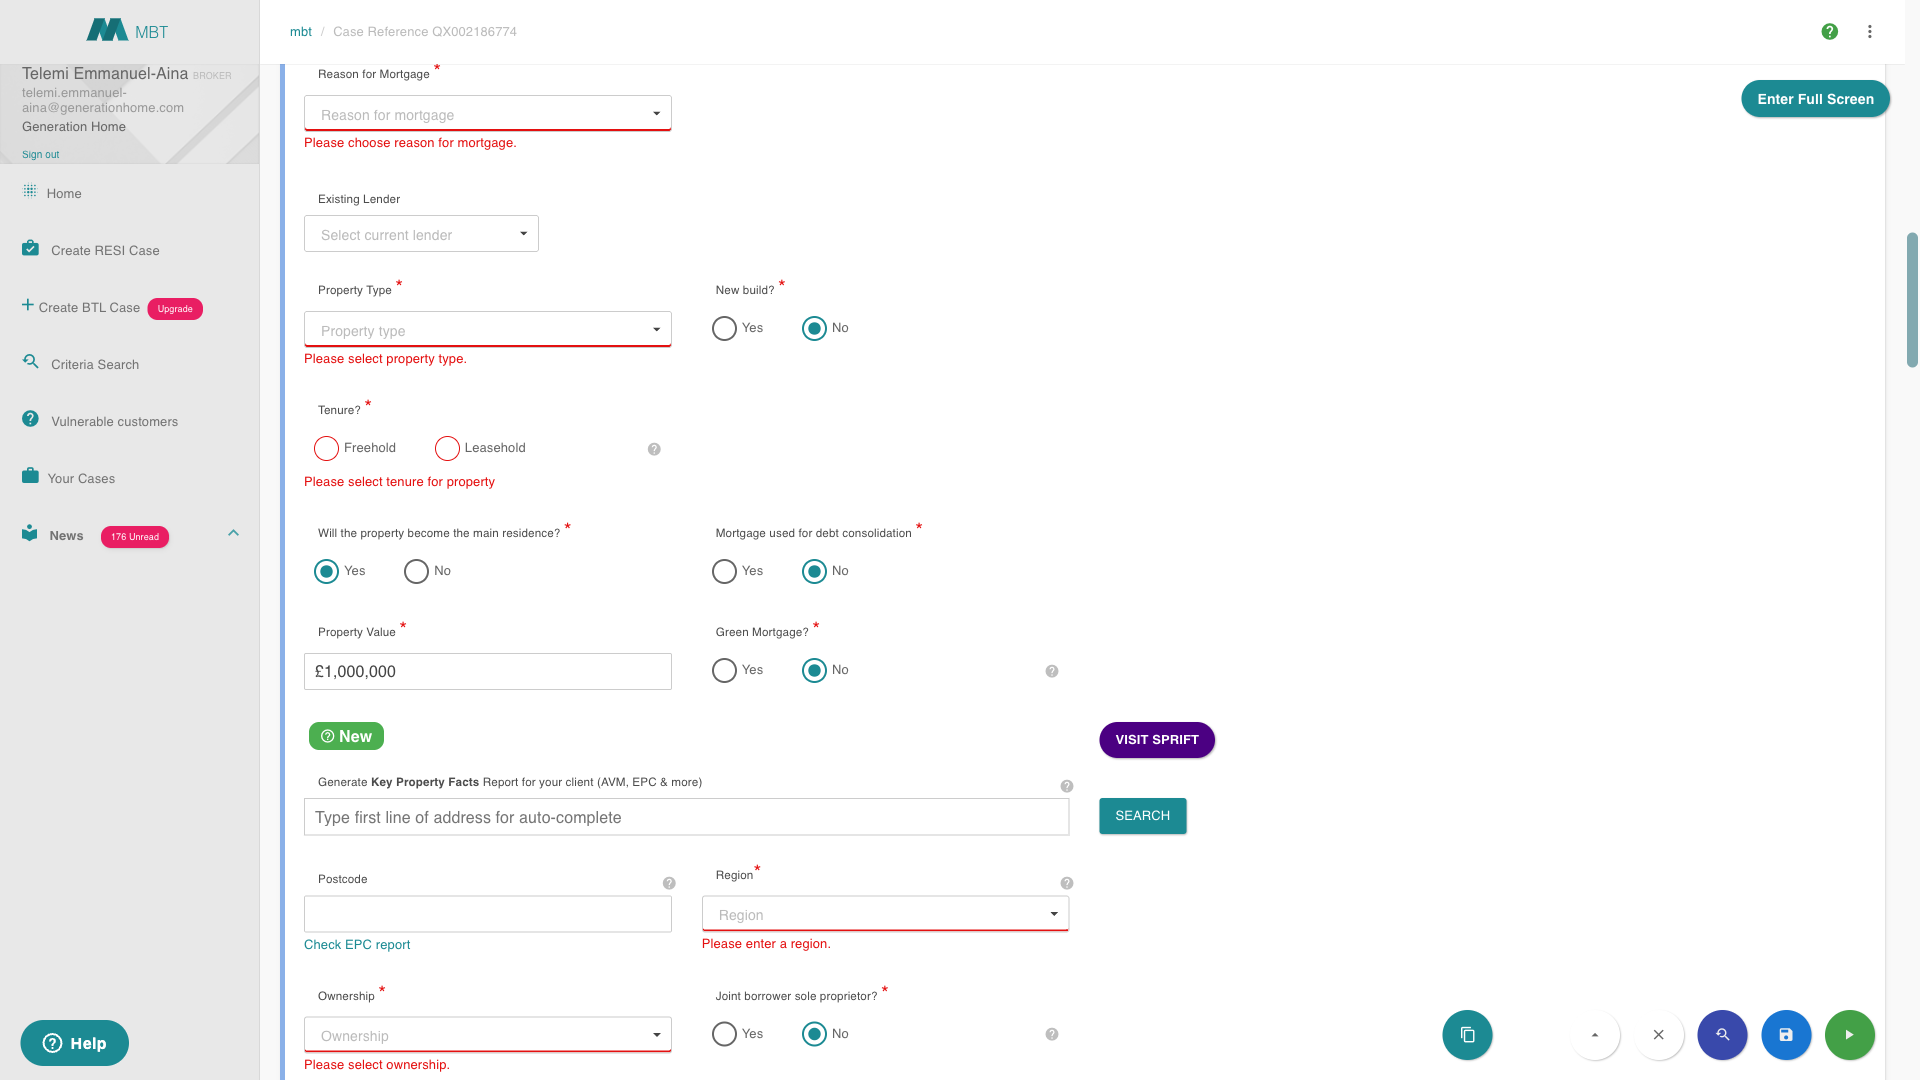 MBT
mbt / Case Reference QX002186774
Telemi Emmanuel-Aina BROKER
telemi.emmanuel-
aina@generationhome.com
Generation Home
Sign out
Home
Create RESI Case
Create BTL Case Upgrade
Criteria Search
Vulnerable customers
Your Cases
News 176 Unread
Help
Enter Full Screen
Reason for Mortgage *
Reason for mortgage
Please choose reason for mortgage.
Existing Lender
Select current lender
Property Type * New build? *
Property type Yes No
Please select property type.
Tenure? *
Freehold Leasehold
Please select tenure for property
Will the property become the main residence? * Mortgage used for debt consolidation *
Yes No Yes No
Property Value * Green Mortgage? *
£1,000,000 Yes No
New VISIT SPRIFT
Generate Key Property Facts Report for your client (AVM, EPC & more)
Type first line of address for auto-complete SEARCH
Postcode Region *
Region
Check EPC report Please enter a region.
Ownership * Joint borrower sole proprietor? *
Ownership Yes No
Please select ownership.